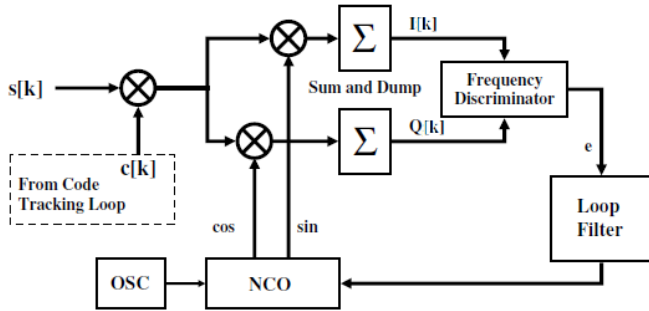 I[k]
Σ
Frequency
Discriminator
s[k]
Sum and Dump
Q[k]
Σ
c[k]
From Code
Tracking Loop
e
Loop
Filter
cos
sin
OSC
NCO